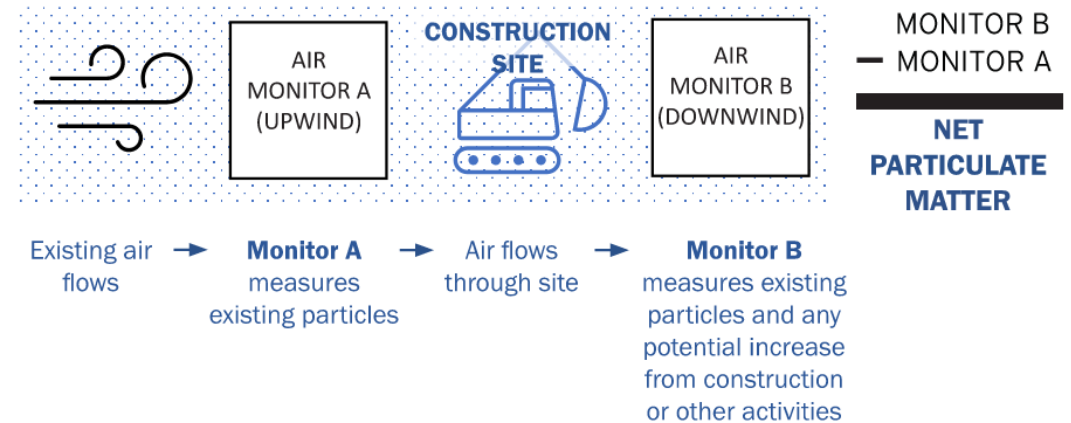 AIR
MONITOR A
(UPWIND)
CONSTRUCTION
SITE
AIR
MONITOR B
(DOWNWIND)
MONITOR B
— MONITOR A
NET
PARTICULATE
MATTER
Existing air
flows
Monitor A
measures
existing particles
Air flows
through site
Monitor B
measures existing
particles and any
potential increase
from construction
or other activities